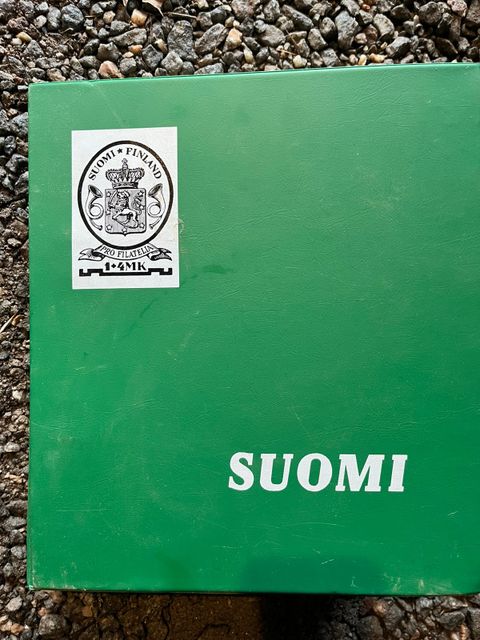 SUOMI ★ FINLAND
PRO FILATELIA
1+4MK
SUOMI